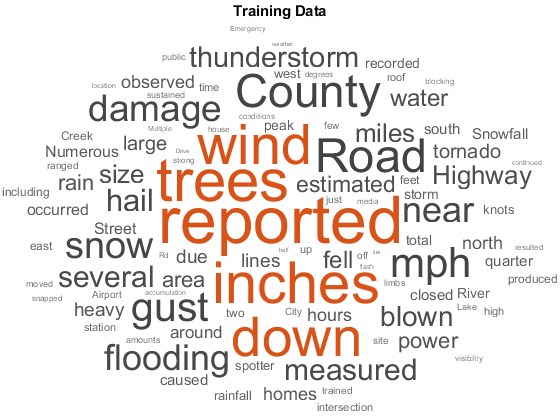 Training Data
Emergency
public thunderstorm weather recorded
location observed time west degrees roof blocking
sustained damage County water
Multiple conditions
Creek large house wind peak few miles south Snowfall
Numerous Drive strong Road tornado continued
ranged rain size trees estimated feet Highway
including hail just media storm near knots
occurred reported
Street total
east snow Rd due half up off north resulted
lines fell fash mph quarter
moved several area inches limbs produced
snapped Airport accumulation closed River
heavy gust two City hours blown Lake high
station around down site power
amounts flooding spotter measured visibility
caused homes trained
rainfall intersection